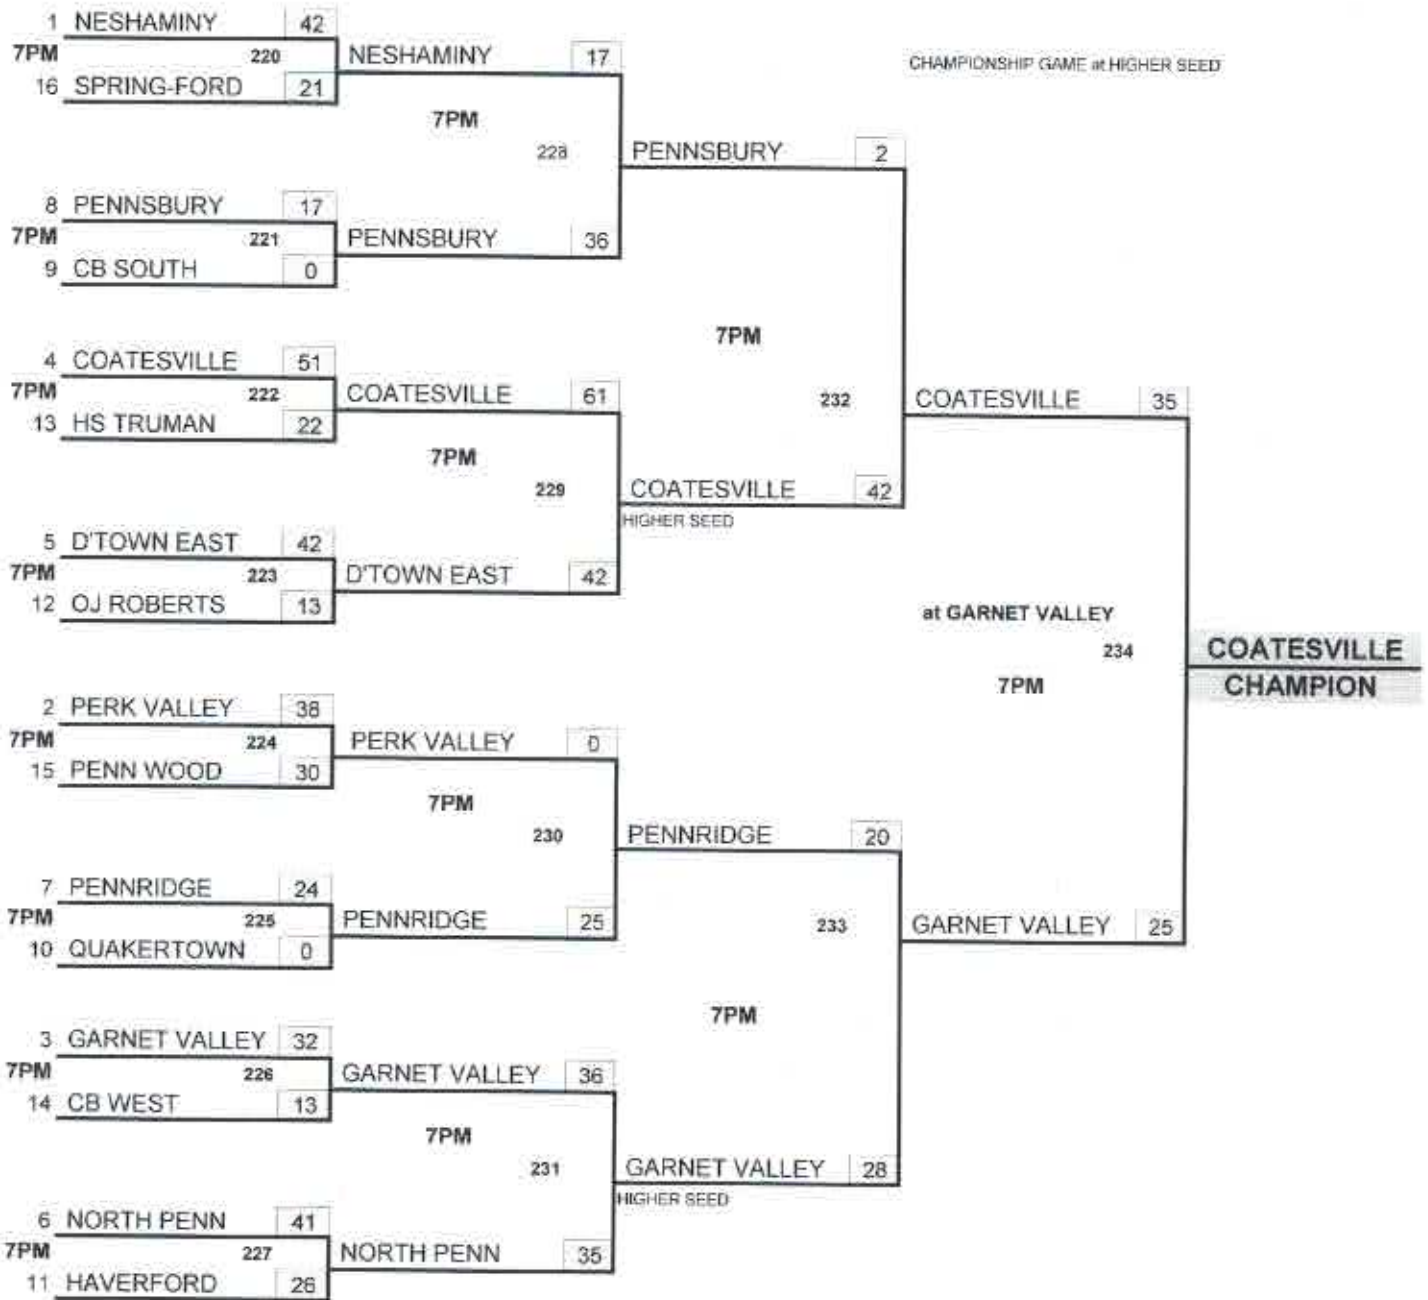 1 NESHAMINY 42
7PM 220 NESHAMINY 17
CHAMPIONSHIP GAME at HIGHER SEED
16 SPRING-FORD 21
7PM
228 PENNSBURY 2
8 PENNSBURY 17
7PM 221 PENNSBURY 36
9 CB SOUTH 0
7PM
4 COATESVILLE 51
7PM 222 COATESVILLE 61
232 COATESVILLE 35
13 HS TRUMAN 22
7PM
229 COATESVILLE 42
HIGHER SEED
5 D'TOWN EAST 42
7PM 223 D'TOWN EAST 42
12 OJ ROBERTS 13
at GARNET VALLEY
234 COATESVILLE
7PM CHAMPION
2 PERK VALLEY 38
7PM 224 PERK VALLEY 0
15 PENN WOOD 30
7PM
230 PENNRIDGE 20
7 PENNRIDGE 24
7PM 225 PENNRIDGE 25
233 GARNET VALLEY 25
10 QUAKERTOWN 0
7PM
3 GARNET VALLEY 32
7PM 226 GARNET VALLEY 36
14 CB WEST 13
7PM
231 GARNET VALLEY 28
HIGHER SEED
6 NORTH PENN 41
7PM 227 NORTH PENN 35
11 HAVERFORD 26